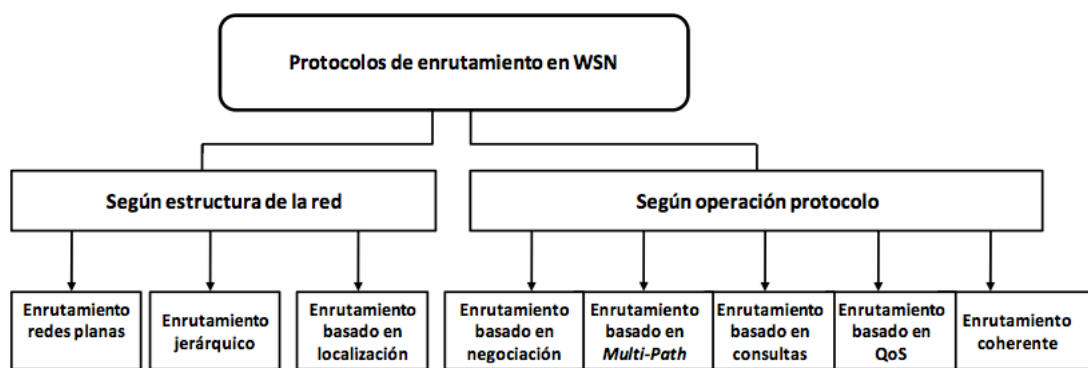 Protocolos de enrutamiento en WSN
Según estructura de la red
Según operación protocolo
Enrutamiento
redes planas
Enrutamiento
jerárquico
Enrutamiento
basado en
localización
Enrutamiento
basado en
negociación
Enrutamiento
basado en
Multi-Path
Enrutamiento
basado en
consultas
Enrutamiento
basado en
QoS
Enrutamiento
coherente